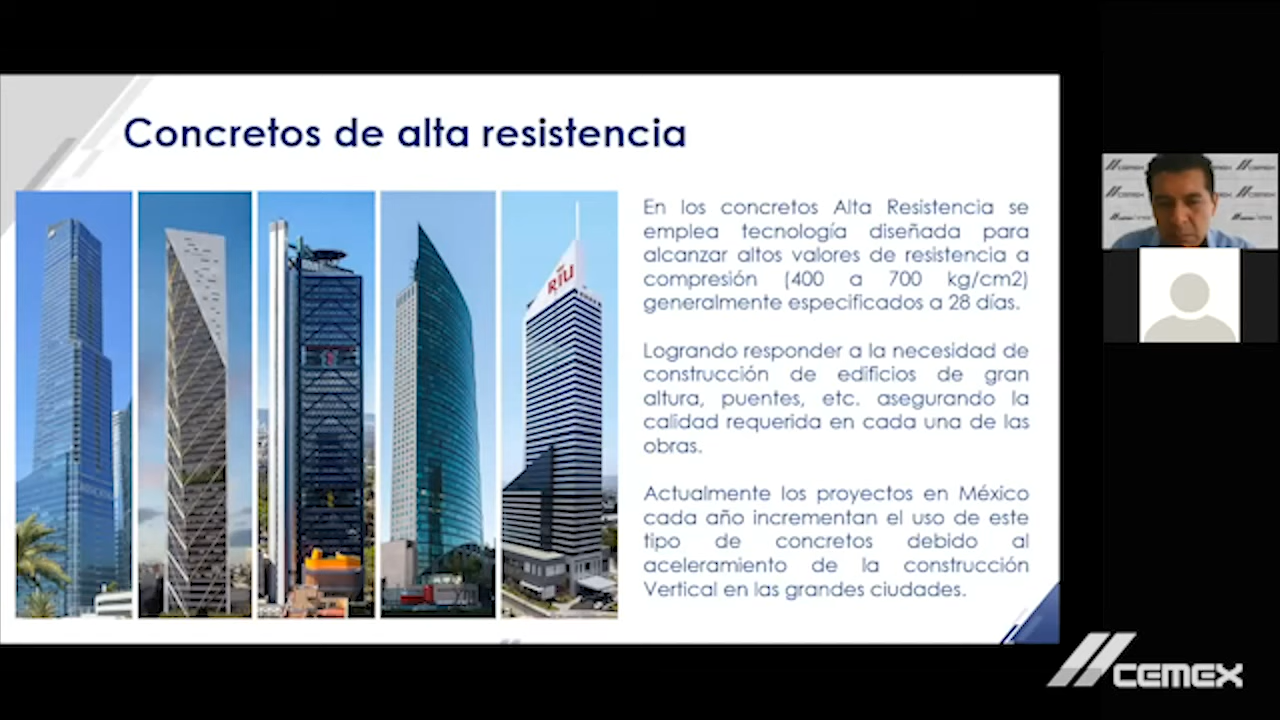 Concretos de alta resistencia
RIU
En los concretos Alta Resistencia se
emplea tecnología diseñada para
alcanzar altos valores de resistencia a
compresión (400 a 700 kg/cm2)
generalmente especificados a 28 días.
Logrando responder a la necesidad de
construcción de edificios de gran
altura, puentes, etc. asegurando la
calidad requerida en cada una de las
obras.
Actualmente los proyectos en México
cada año incrementan el uso de este
tipo de concretos debido al
aceleramiento de la construcción
Vertical en las grandes ciudades.
CEMEX